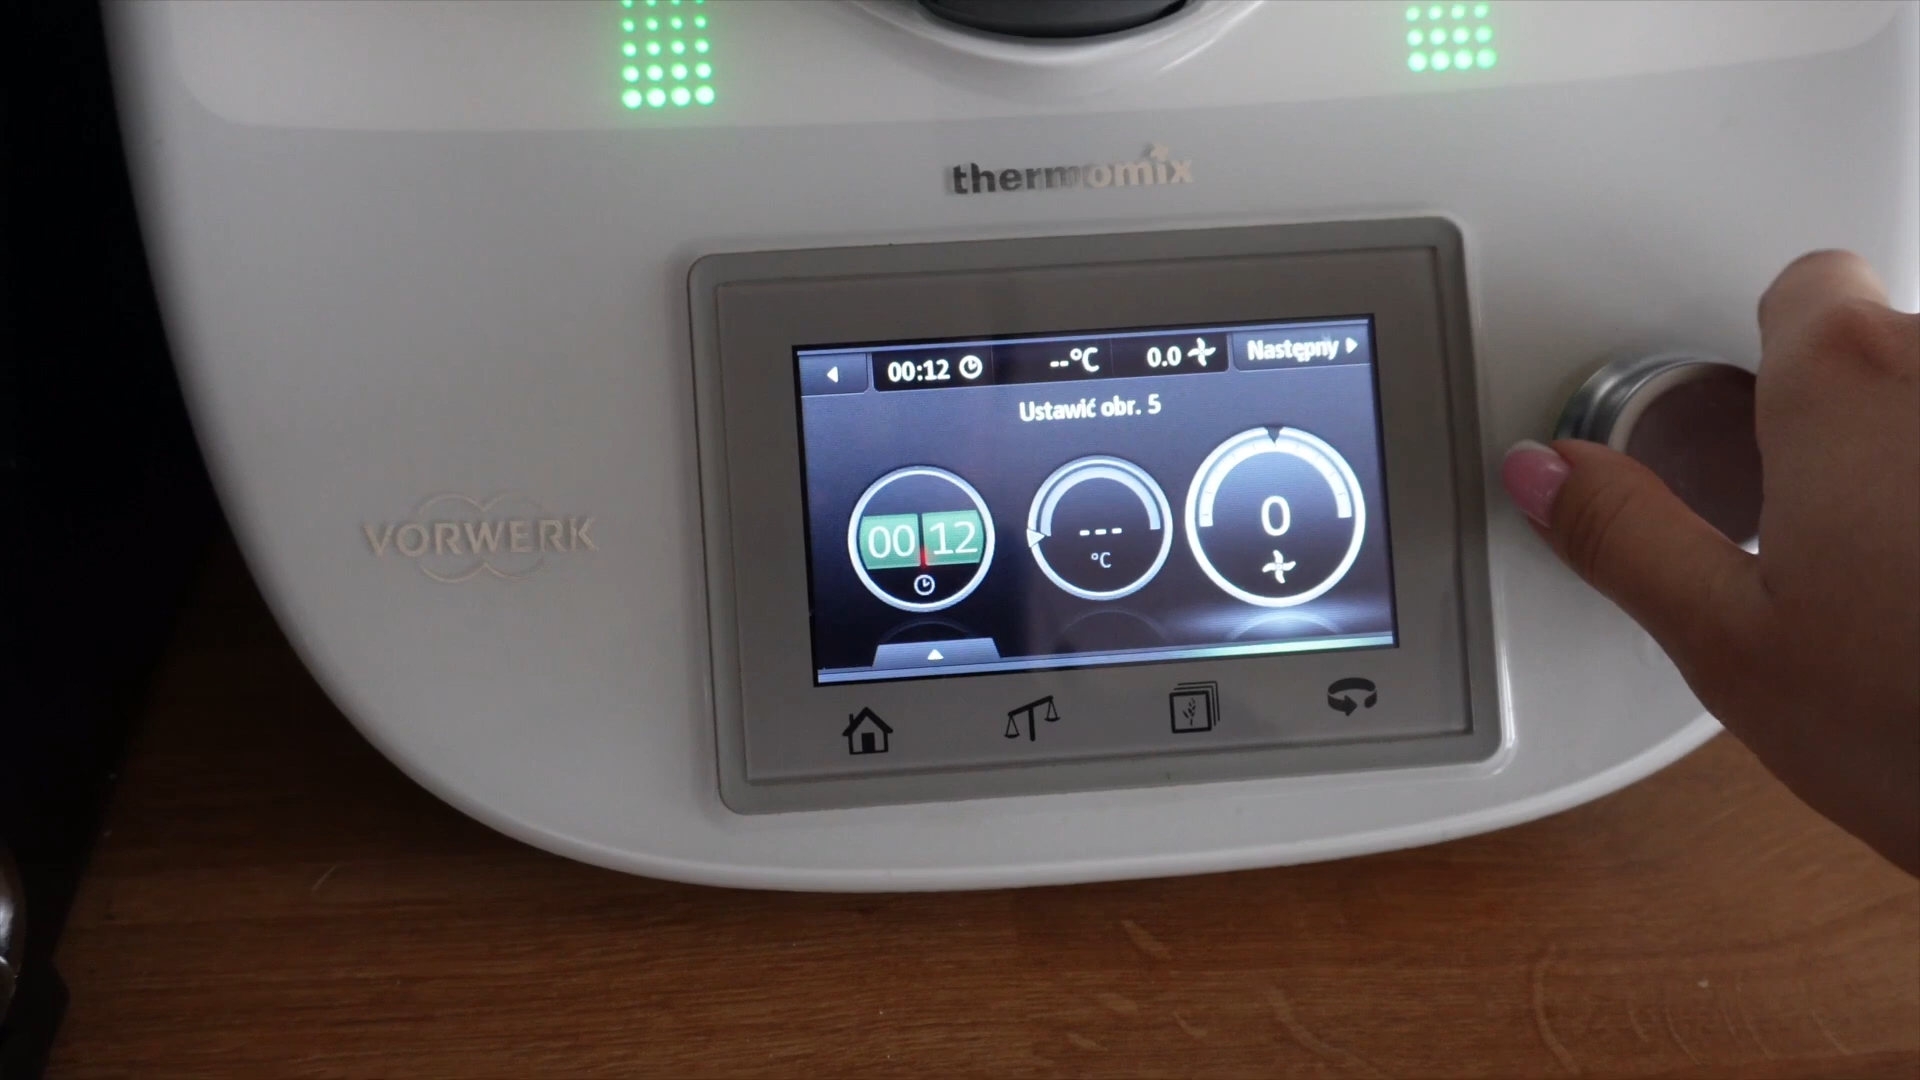 thermomix
00:12 --°C 0.0 Następny
Ustawić obr. 5
00 12
---
°C
0
VORWERK